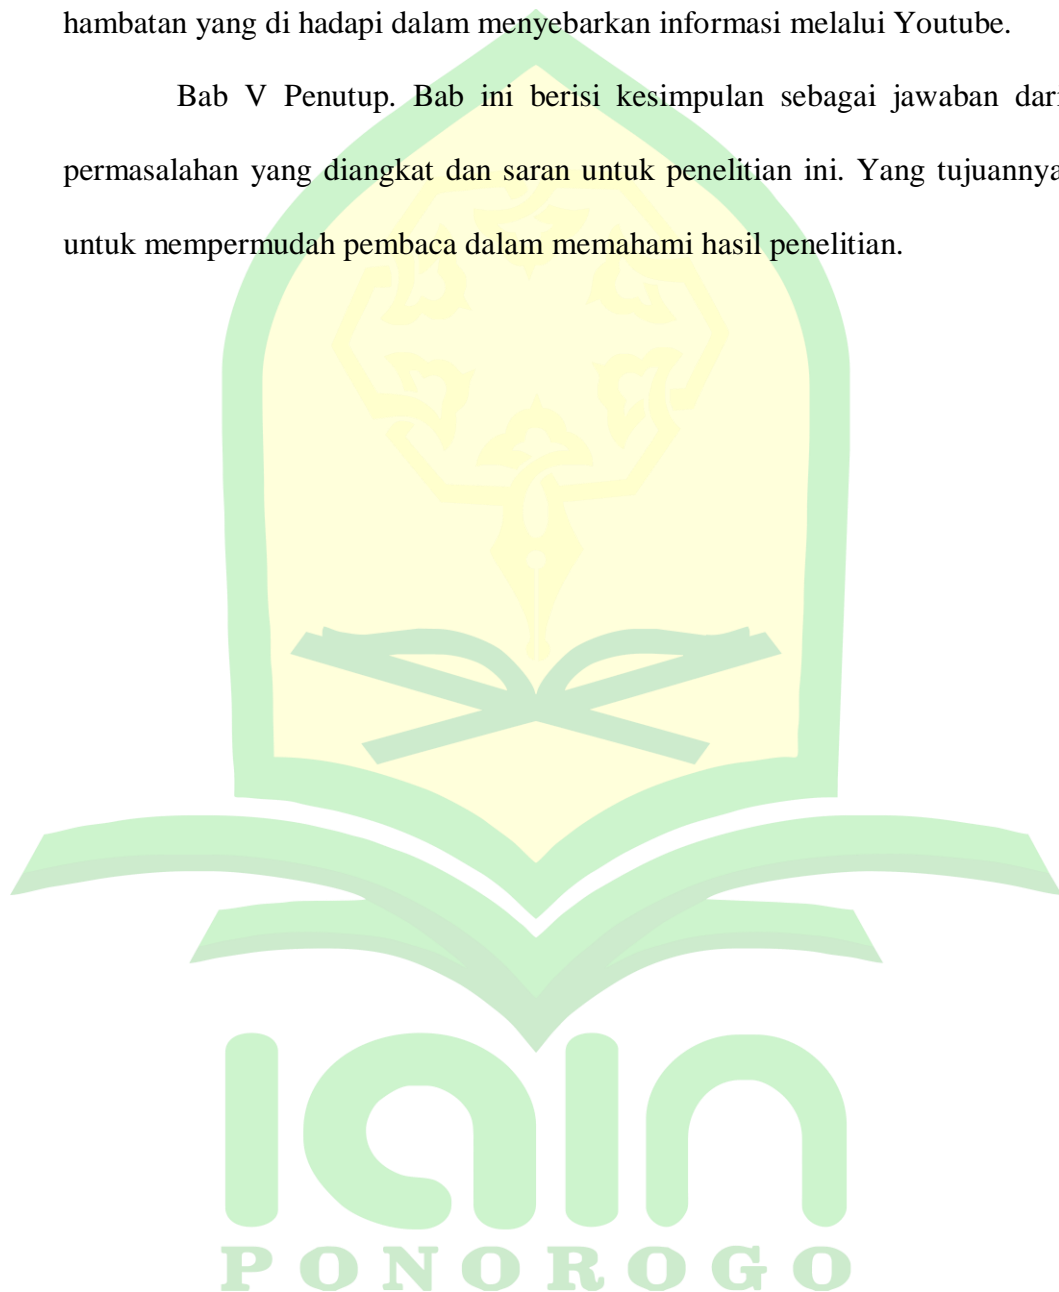 hambatan yang di hadapi dalam menyebarkan informasi melalui Youtube.
Bab V Penutup. Bab ini berisi kesimpulan sebagai jawaban dari
permasalahan yang diangkat dan saran untuk penelitian ini. Yang tujuannya
untuk mempermudah pembaca dalam memahami hasil penelitian.
iain
PONOROGO